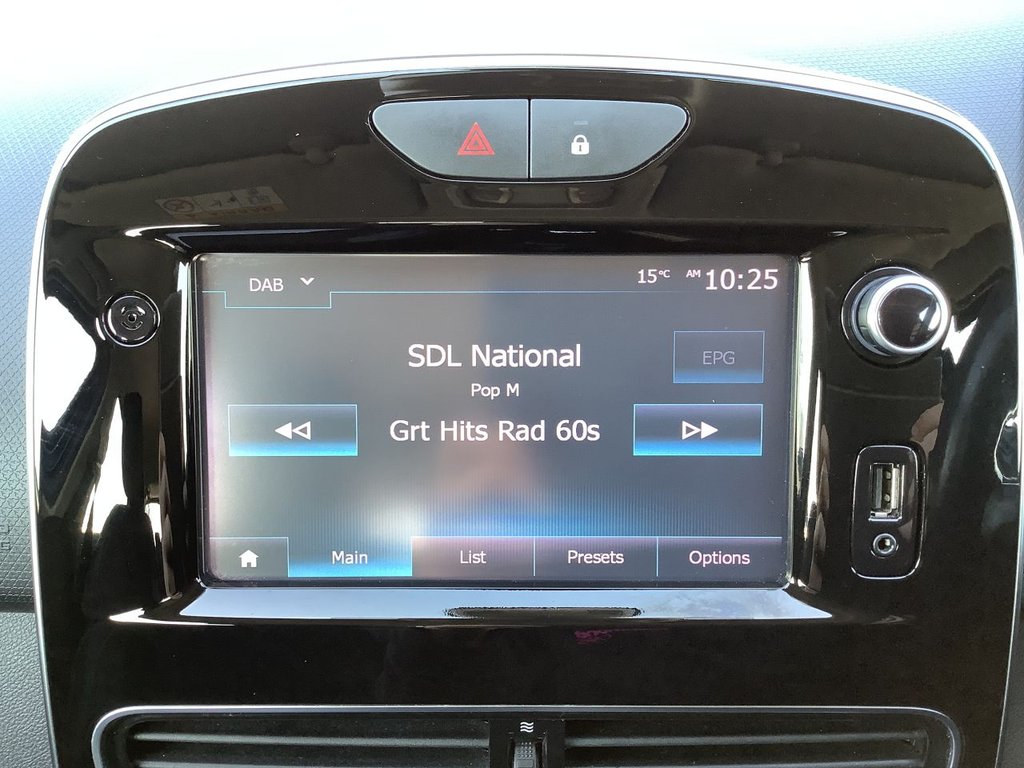 DAB
15°C AM 10:25
SDL National
EPG
Pop M
Grt Hits Rad 60s
Main List Presets Options